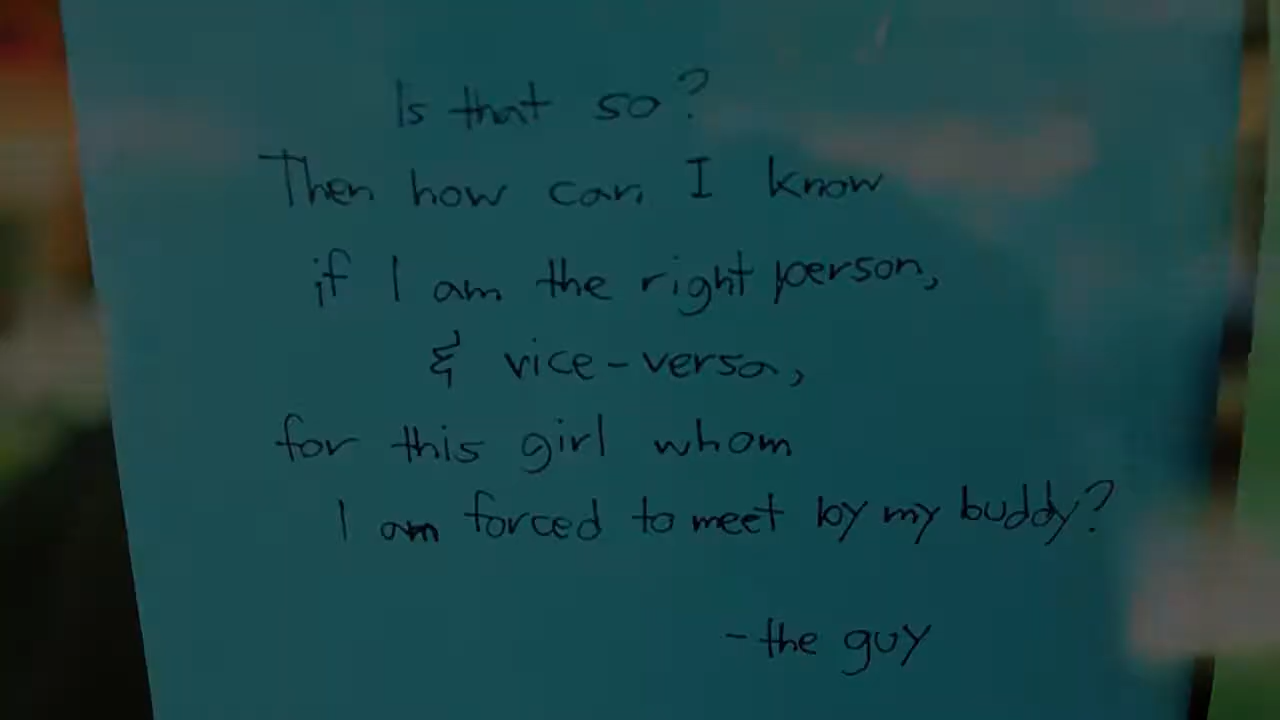 Is that so?
Then how can I know
if I am the right person,
& vice-versa,
for this girl whom
I am forced to meet by my buddy?
- the guy